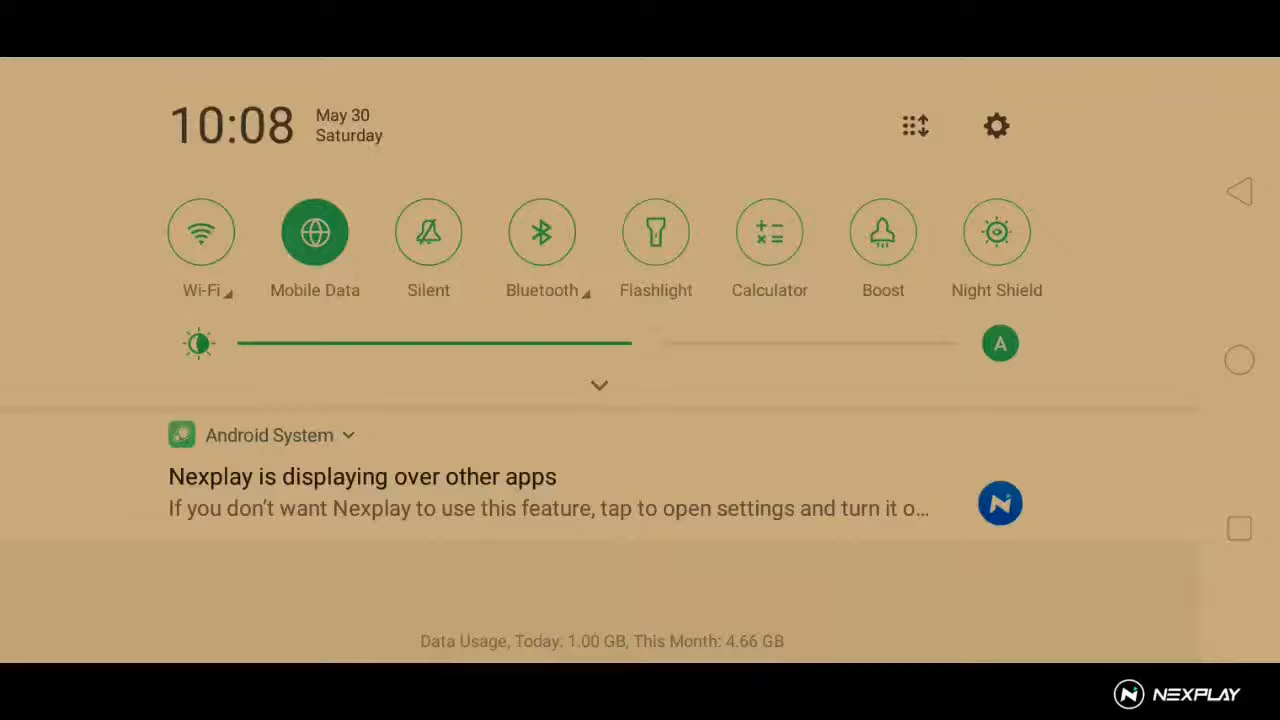 10:08
May 30
Saturday
Wi-Fi
Mobile Data
Silent
Bluetooth
Flashlight
Calculator
Boost
Night Shield
A
Android System
Nexplay is displaying over other apps
If you don’t want Nexplay to use this feature, tap to open settings and turn it o…
N
Data Usage, Today: 1.00 GB, This Month: 4.66 GB
N NEXPLAY